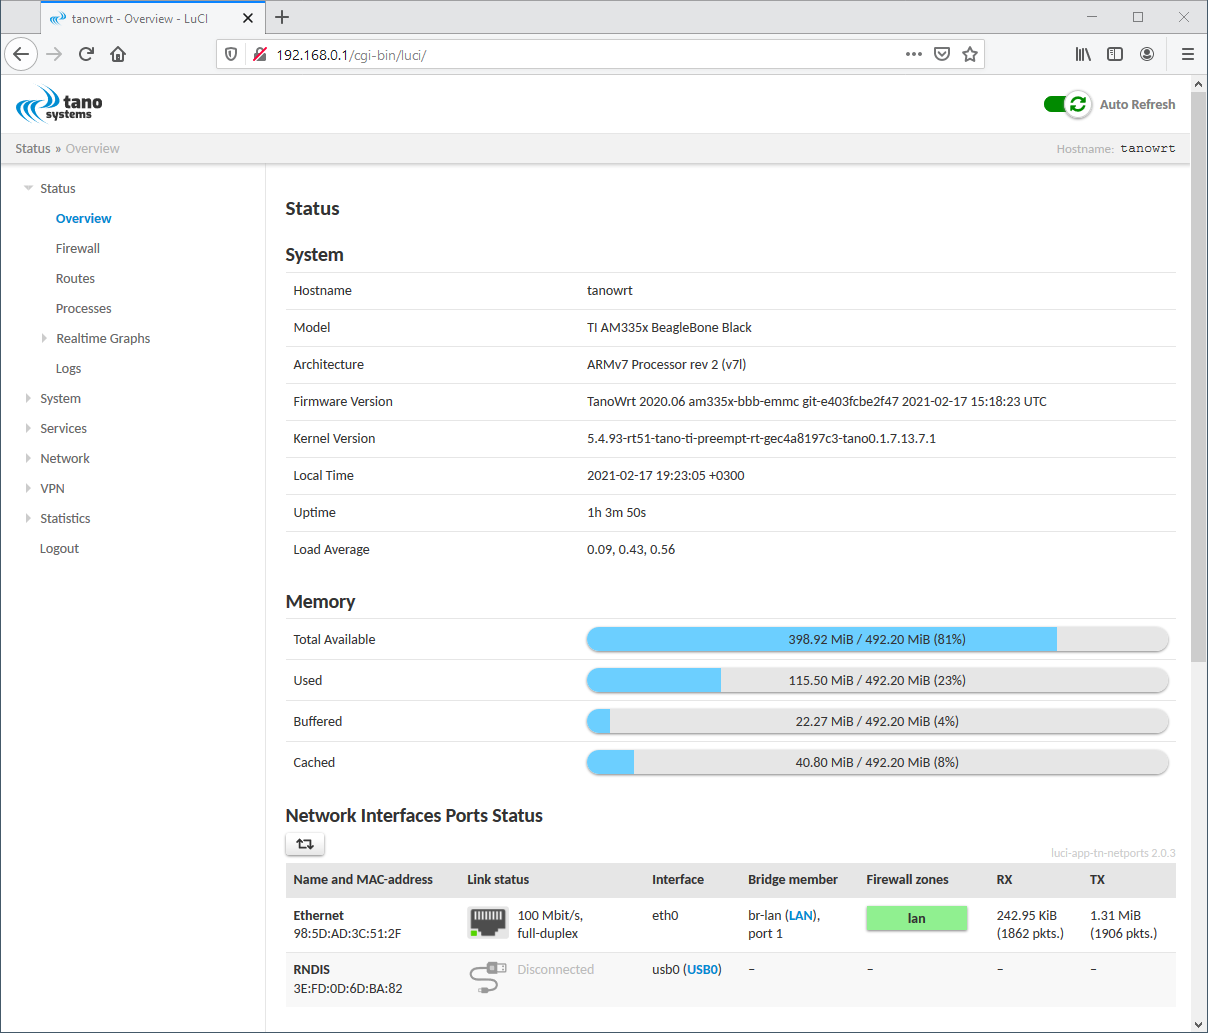 tanowrt - Overview - LuCI
192.168.0.1/cgi-bin/luci/
tano
systems
Auto Refresh
Status » Overview
Hostname: tanowrt
Status
Overview
Firewall
Routes
Processes
Realtime Graphs
Logs
System
Services
Network
VPN
Statistics
Logout
Status
System
Hostname tanowrt
Model TI AM335x BeagleBone Black
Architecture ARMv7 Processor rev 2 (v7l)
Firmware Version TanoWrt 2020.06 am335x-bbb-emmc git-e403fcbe2f47 2021-02-17 15:18:23 UTC
Kernel Version 5.4.93-rt51-tano-ti-preempt-rt-gec4a8197c3-tano0.1.7.13.7.1
Local Time 2021-02-17 19:23:05 +0300
Uptime 1h 3m 50s
Load Average 0.09, 0.43, 0.56
Memory
Total Available 398.92 MiB / 492.20 MiB (81%)
Used 115.50 MiB / 492.20 MiB (23%)
Buffered 22.27 MiB / 492.20 MiB (4%)
Cached 40.80 MiB / 492.20 MiB (8%)
Network Interfaces Ports Status
luci-app-tn-netports 2.0.3
Name and MAC-address Link status Interface Bridge member Firewall zones RX TX
Ethernet 100 Mbit/s, eth0 br-lan (LAN), lan 242.95 KiB 1.31 MiB
98:5D:AD:3C:51:2F full-duplex port 1 (1862 pkts.) (1906 pkts.)
RNDIS Disconnected usb0 (USB0) – – – –
3E:FD:0D:6D:BA:82